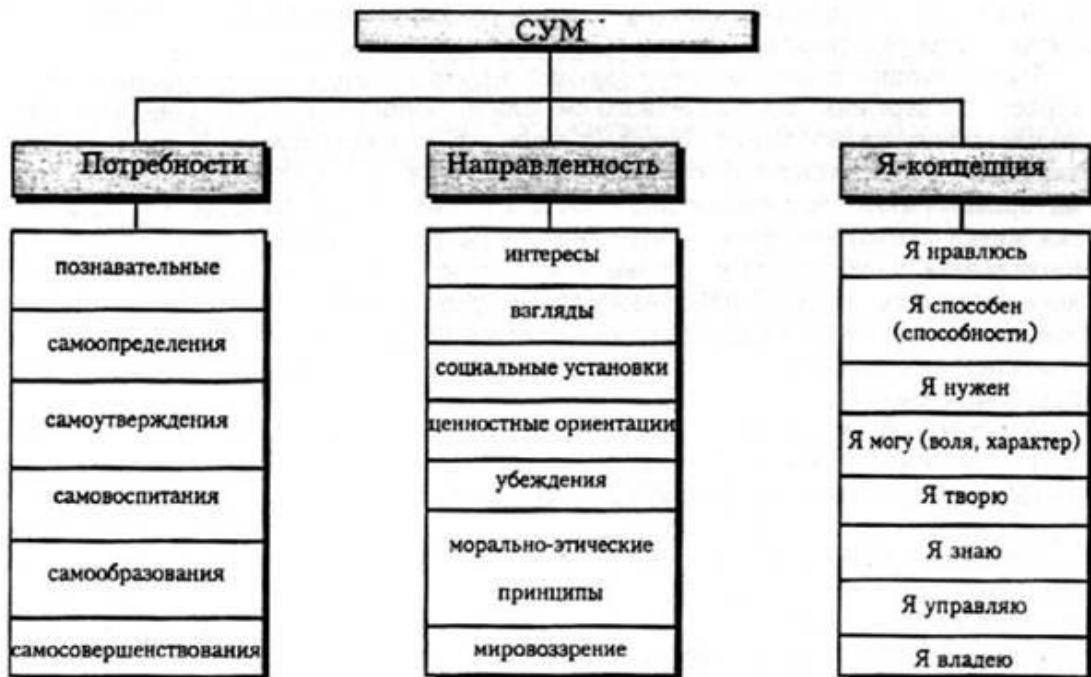 СУМ
Потребности
познавательные
самоопределения
самоутверждения
самовоспитания
самообразования
самосовершенствования
Направленность
интересы
взгляды
социальные установки
ценностные ориентации
убеждения
морально-этические
принципы
мировоззрение
Я-концепция
Я нравлюсь
Я способен
(способности)
Я нужен
Я могу (воля, характер)
Я творю
Я знаю
Я управляю
Я владею